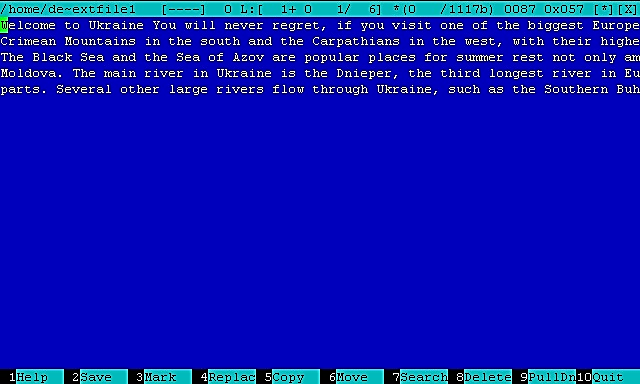 /home/de~extfile1 [----] 0 L:[ 1+ 0 1/ 6] *(0 /1117b) 0087 0x057 [*][X]
Welcome to Ukraine You will never regret, if you visit one of the biggest Europe
Crimean Mountains in the south and the Carpathians in the west, with their highe
The Black Sea and the Sea of Azov are popular places for summer rest not only am
Moldova. The main river in Ukraine is the Dnieper, the third longest river in Eu
parts. Several other large rivers flow through Ukraine, such as the Southern Buh
1Help 2Save 3Mark 4Replac 5Copy 6Move 7Search 8Delete 9PullDn 10Quit